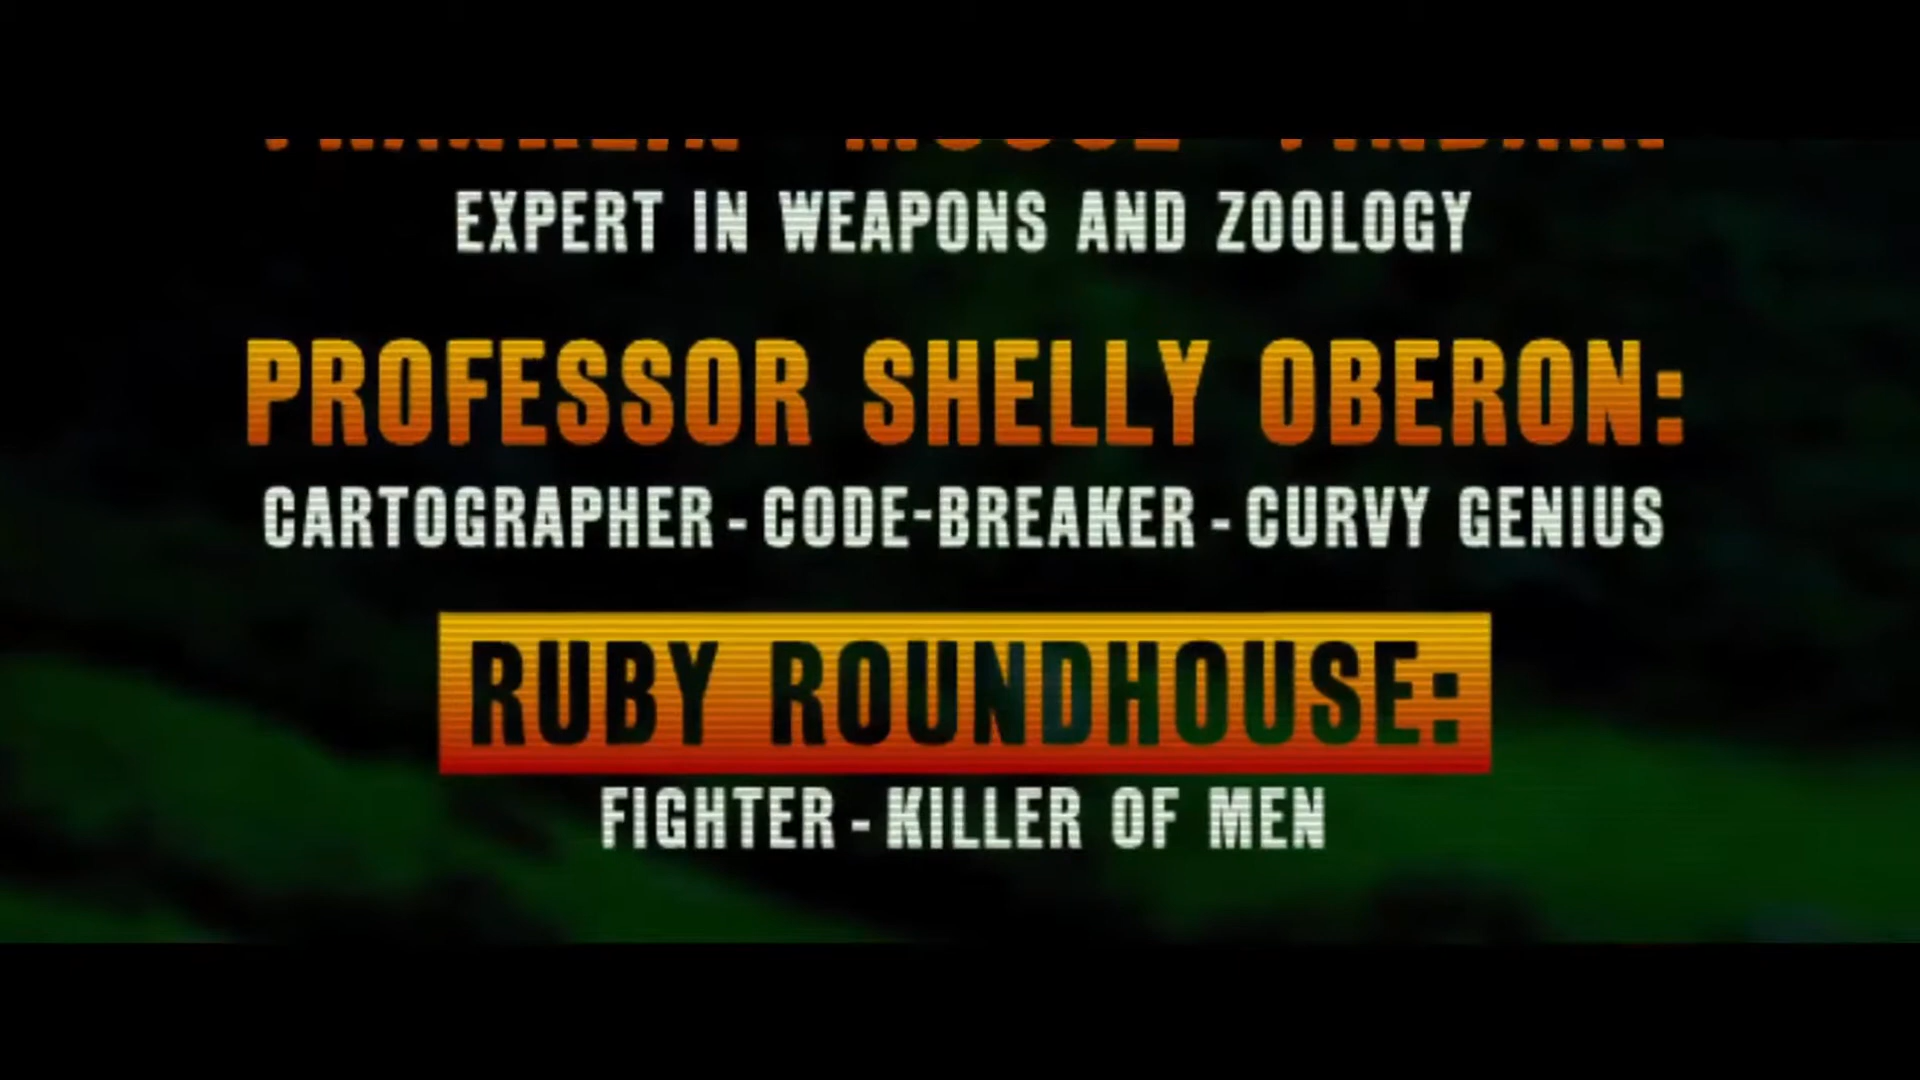 EXPERT IN WEAPONS AND ZOOLOGY
PROFESSOR SHELLY OBERON:
CARTOGRAPHER - CODE-BREAKER - CURVY GENIUS
RUBY ROUNDHOUSE:
FIGHTER - KILLER OF MEN